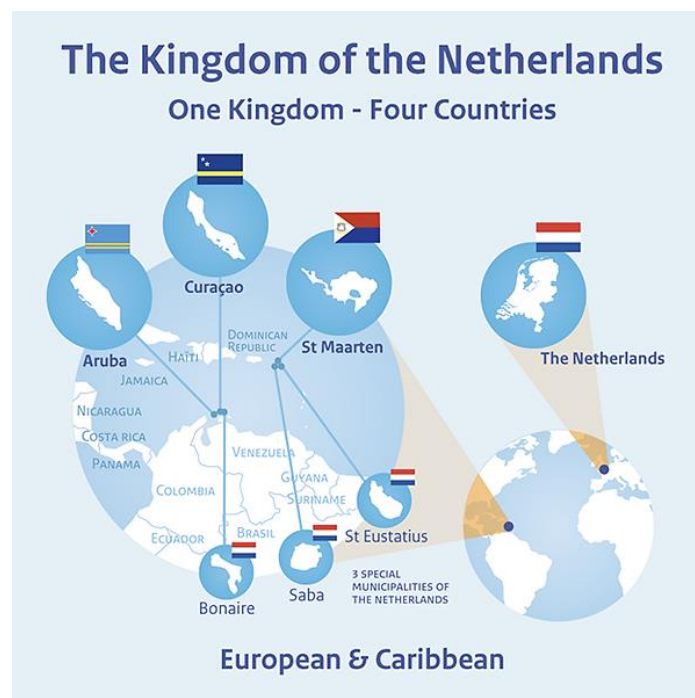 The Kingdom of the Netherlands
One Kingdom - Four Countries
Curaçao
Aruba
St Maarten
The Netherlands
HAÏTI
DOMINICAN
REPUBLIC
JAMAICA
NICARAGUA
COSTA RICA
PANAMA
VENEZUELA
GUYANA
SURINAME
COLOMBIA
ECUADOR
BRASIL
St Eustatius
Saba
Bonaire
3 SPECIAL
MUNICIPALITIES OF
THE NETHERLANDS
European & Caribbean